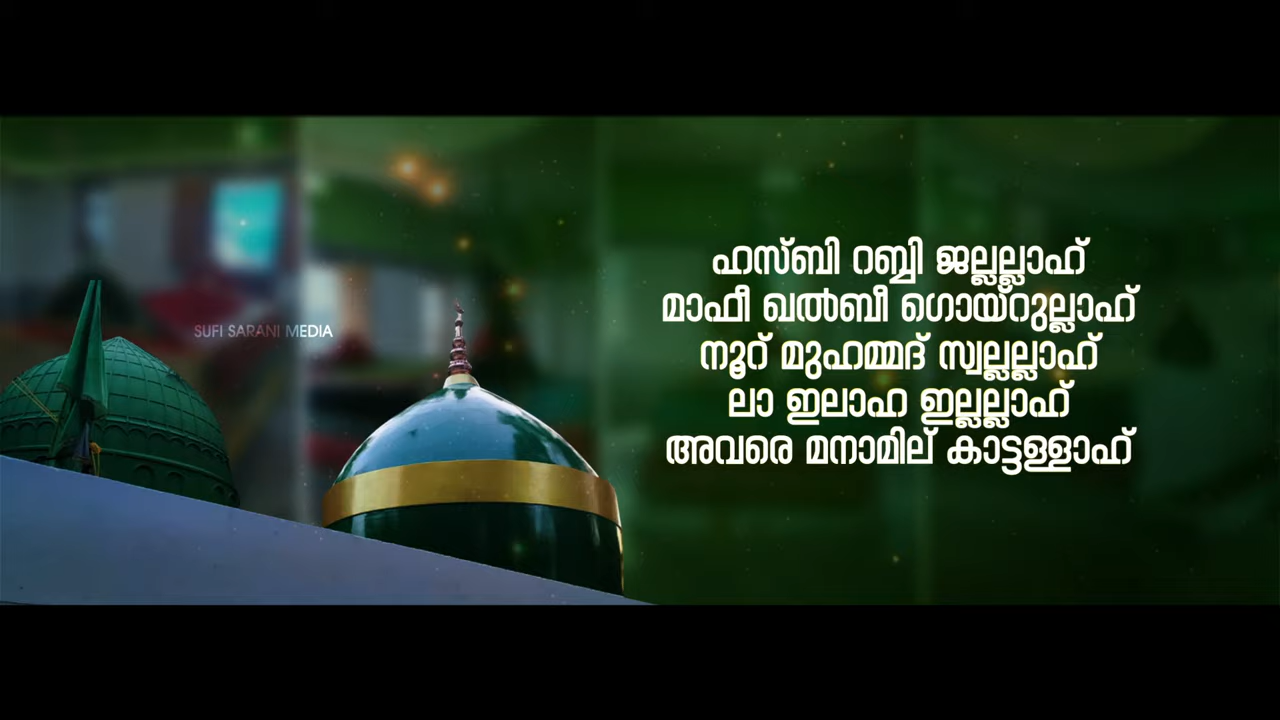 SUFI SARANI MEDIA
ഹസ്ബി റബ്ബി ജല്ലല്ലാഹ്
മാഫീ ഖൽബീ ഗൊയ്റുല്ലാഹ്
നൂറ് മുഹമ്മദ് സ്വല്ലല്ലാഹ്
ലാ ഇലാഹ ഇല്ലല്ലാഹ്
അവരെ മനാമില് കാട്ടള്ളാഹ്